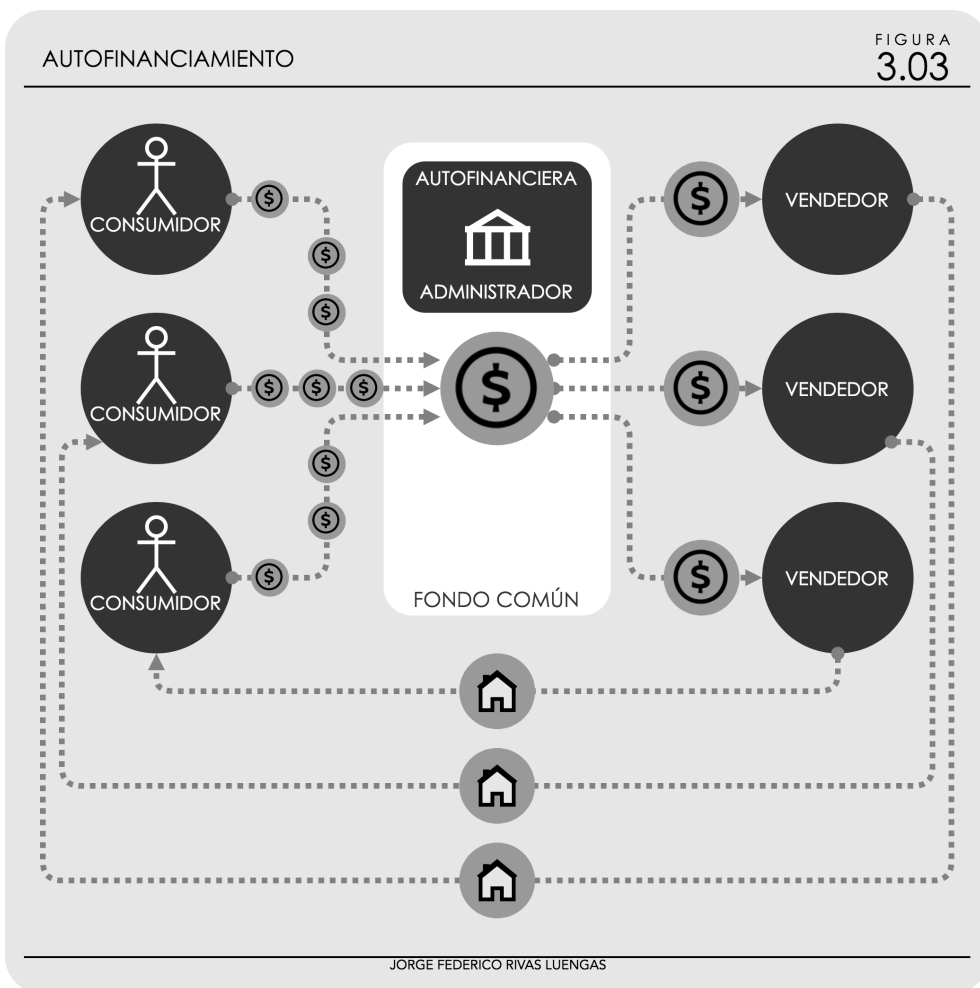 AUTOFINANCIAMIENTO
FIGURA
3.03
CONSUMIDOR
AUTOFINANCIERA
ADMINISTRADOR
VENDEDOR
CONSUMIDOR
$
VENDEDOR
CONSUMIDOR
FONDO COMÚN
VENDEDOR
JORGE FEDERICO RIVAS LUENGAS